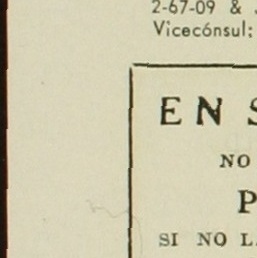 2-67-09 &
Vicecónsul:
EN S
NO
P
SI NO L